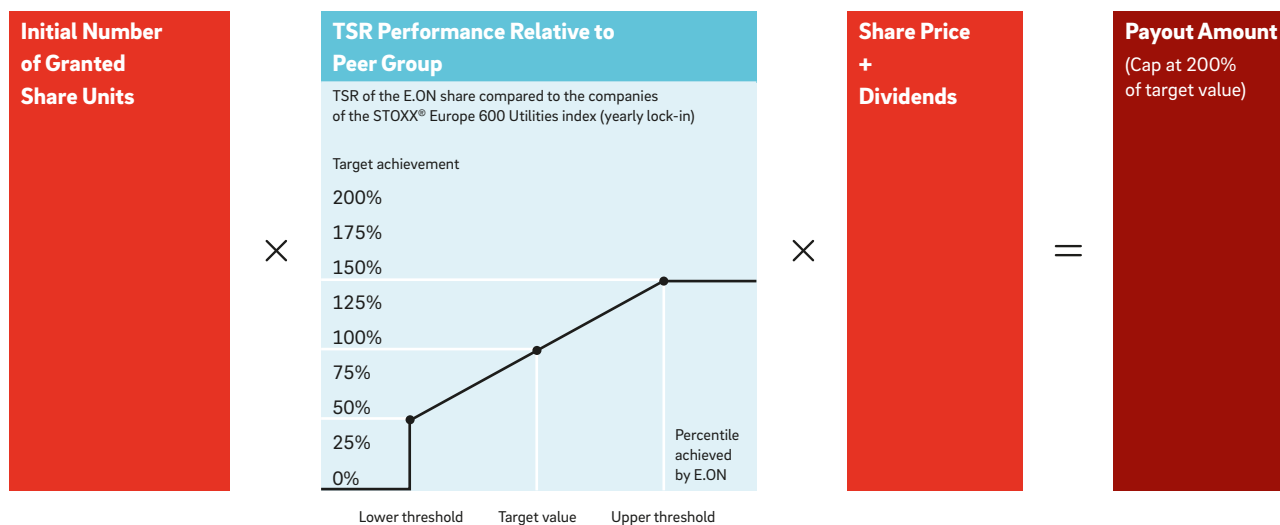 Initial Number
of Granted
Share Units
×
TSR Performance Relative to
Peer Group
TSR of the E.ON share compared to the companies
of the STOXX® Europe 600 Utilities index (yearly lock-in)
Target achievement
200%
175%
150%
125%
100%
75%
50%
25%
0%
Percentile
achieved
by E.ON
Lower threshold
Target value
Upper threshold
×
Share Price
+
Dividends
=
Payout Amount
(Cap at 200%
of target value)